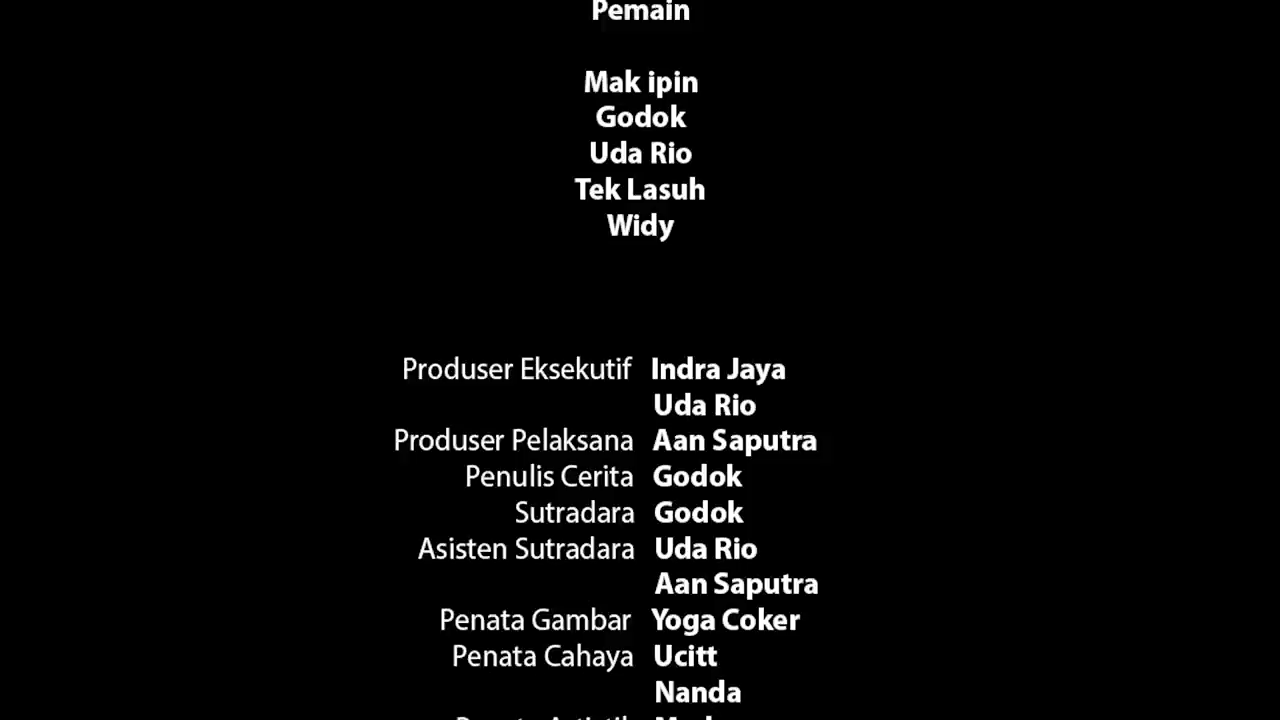 Pemain
Mak ipin
Godok
Uda Rio
Tek Lasuh
Widy
Produser Eksekutif Indra Jaya
Uda Rio
Produser Pelaksana Aan Saputra
Penulis Cerita Godok
Sutradara Godok
Asisten Sutradara Uda Rio
Aan Saputra
Penata Gambar Yoga Coker
Penata Cahaya Ucitt
Nanda